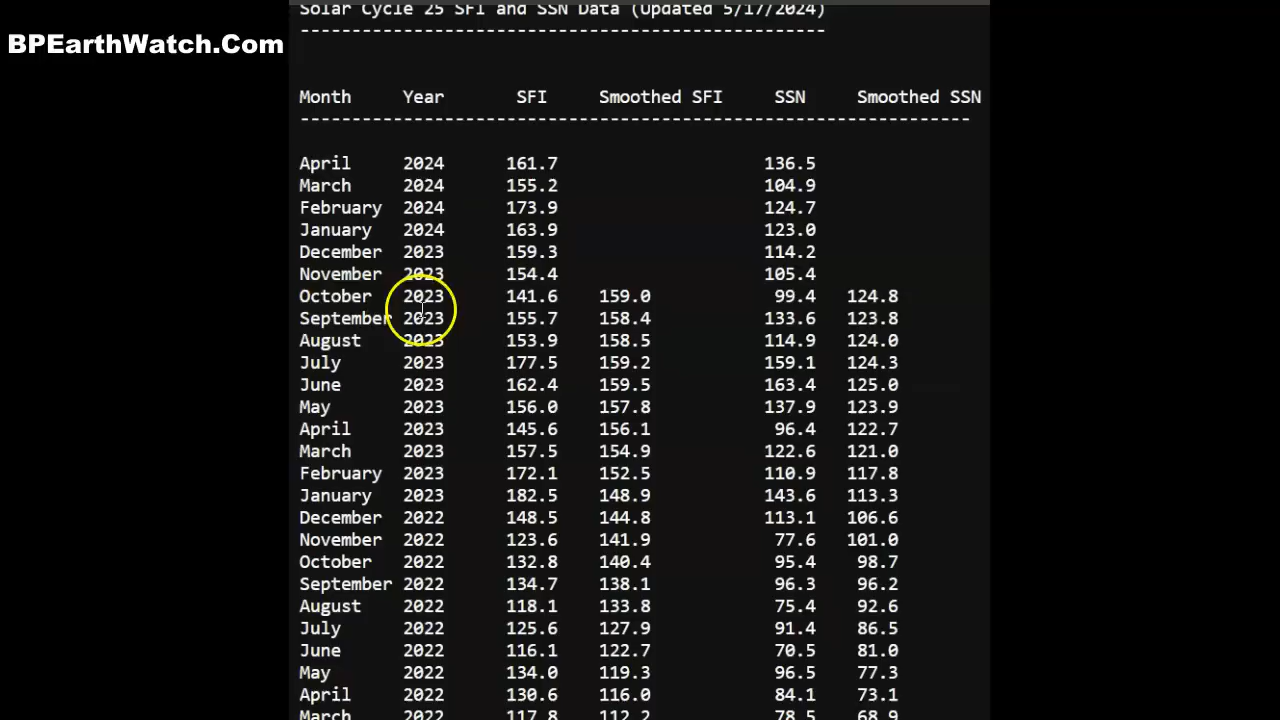 Solar Cycle 25 SFI and SSN Data (Updated 5/17/2024)
BPEarthWatch.Com
----------------------------------------------------
Month Year SFI Smoothed SFI SSN Smoothed SSN
-----------------------------------------------------------------
April 2024 161.7 136.5
March 2024 155.2 104.9
February 2024 173.9 124.7
January 2024 163.9 123.0
December 2023 159.3 114.2
November 2023 154.4 105.4
October 2023 141.6 159.0 99.4 124.8
September 2023 155.7 158.4 133.6 123.8
August 2023 153.9 158.5 114.9 124.0
July 2023 177.5 159.2 159.1 124.3
June 2023 162.4 159.5 163.4 125.0
May 2023 156.0 157.8 137.9 123.9
April 2023 145.6 156.1 96.4 122.7
March 2023 157.5 154.9 122.6 121.0
February 2023 172.1 152.5 110.9 117.8
January 2023 182.5 148.9 143.6 113.3
December 2022 148.5 144.8 113.1 106.6
November 2022 123.6 141.9 77.6 101.0
October 2022 132.8 140.4 95.4 98.7
September 2022 134.7 138.1 96.3 96.2
August 2022 118.1 133.8 75.4 92.6
July 2022 125.6 127.9 91.4 86.5
June 2022 116.1 122.7 70.5 81.0
May 2022 134.0 119.3 96.5 77.3
April 2022 130.6 116.0 84.1 73.1
March 2022 117.8 112.2 78.5 68.9